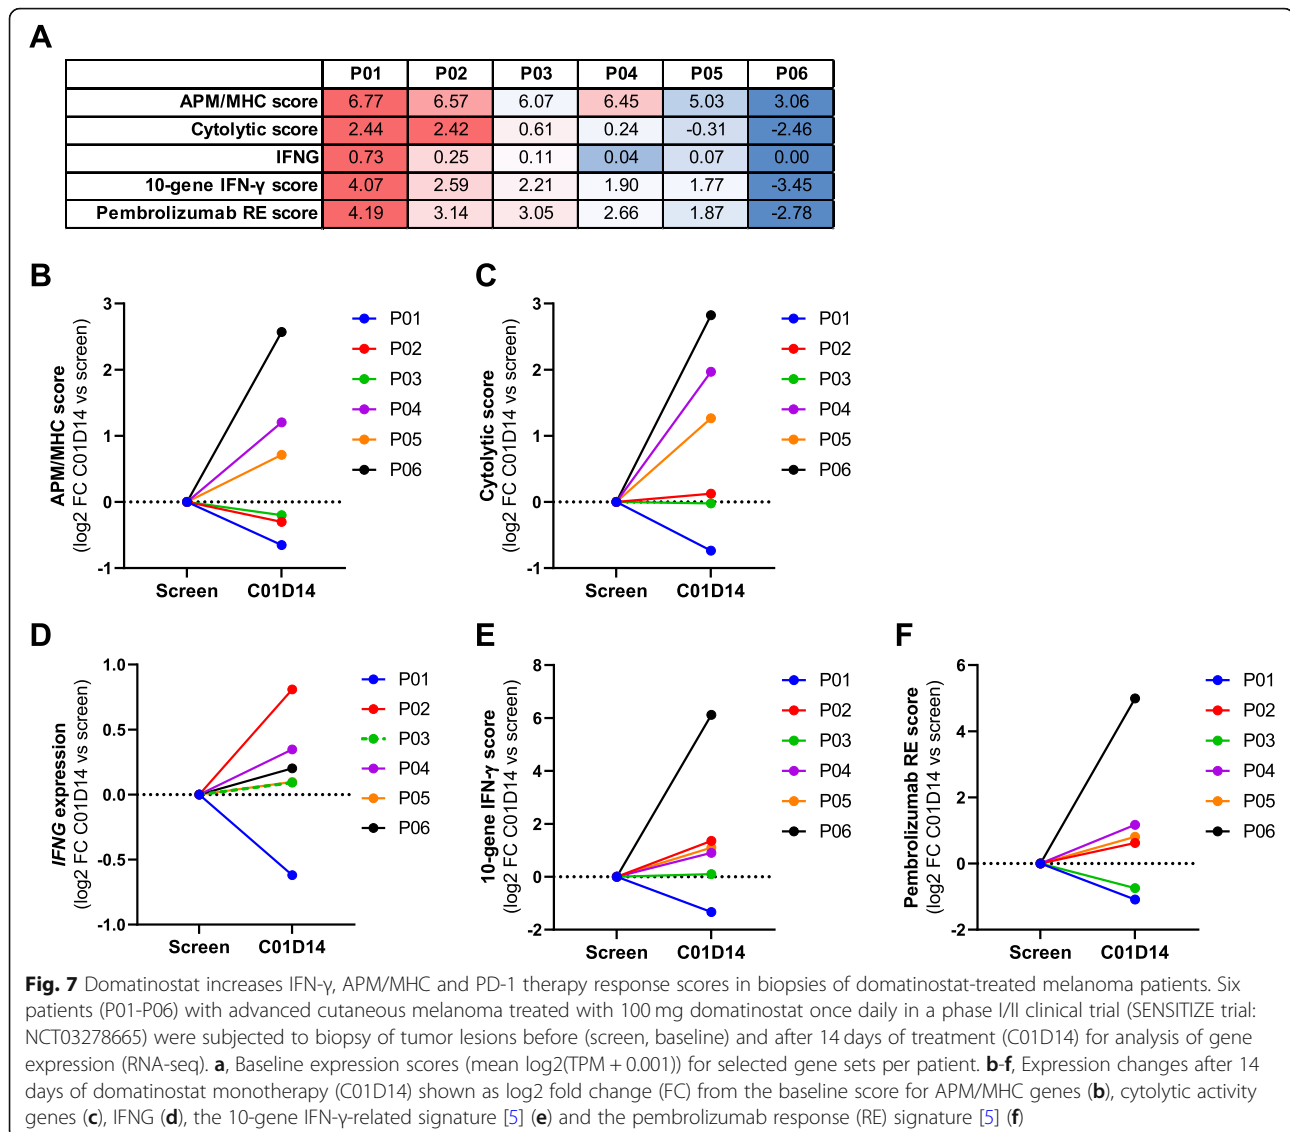 A
P01 P02 P03 P04 P05 P06
APM/MHC score 6.77 6.57 6.07 6.45 5.03 3.06
Cytolytic score 2.44 2.42 0.61 0.24 -0.31 -2.46
IFNG 0.73 0.25 0.11 0.04 0.07 0.00
10-gene IFN-γ score 4.07 2.59 2.21 1.90 1.77 -3.45
Pembrolizumab RE score 4.19 3.14 3.05 2.66 1.87 -2.78
B
APM/MHC score
(log2 FC C01D14 vs screen)
3
2
1
0
-1
Screen C01D14
P01
P02
P03
P04
P05
P06
C
Cytolytic score
(log2 FC C01D14 vs screen)
3
2
1
0
-1
Screen C01D14
P01
P02
P03
P04
P05
P06
D
IFNG expression
(log2 FC C01D14 vs screen)
1.0
0.5
0.0
-0.5
-1.0
Screen C01D14
P01
P02
P03
P04
P05
P06
E
10-gene IFN-γ score
(log2 FC C01D14 vs screen)
8
6
4
2
0
-2
Screen C01D14
P01
P02
P03
P04
P05
P06
F
Pembrolizumab RE score
(log2 FC C01D14 vs screen)
6
4
2
0
-2
Screen C01D14
P01
P02
P03
P04
P05
P06
Fig. 7 Domatinostat increases IFN-γ, APM/MHC and PD-1 therapy response scores in biopsies of domatinostat-treated melanoma patients. Six
patients (P01-P06) with advanced cutaneous melanoma treated with 100 mg domatinostat once daily in a phase I/II clinical trial (SENSITIZE trial:
NCT03278665) were subjected to biopsy of tumor lesions before (screen, baseline) and after 14 days of treatment (C01D14) for analysis of gene
expression (RNA-seq). a, Baseline expression scores (mean log2(TPM + 0.001)) for selected gene sets per patient. b-f, Expression changes after 14
days of domatinostat monotherapy (C01D14) shown as log2 fold change (FC) from the baseline score for APM/MHC genes (b), cytolytic activity
genes (c), IFNG (d), the 10-gene IFN-γ-related signature [5] (e) and the pembrolizumab response (RE) signature [5] (f)